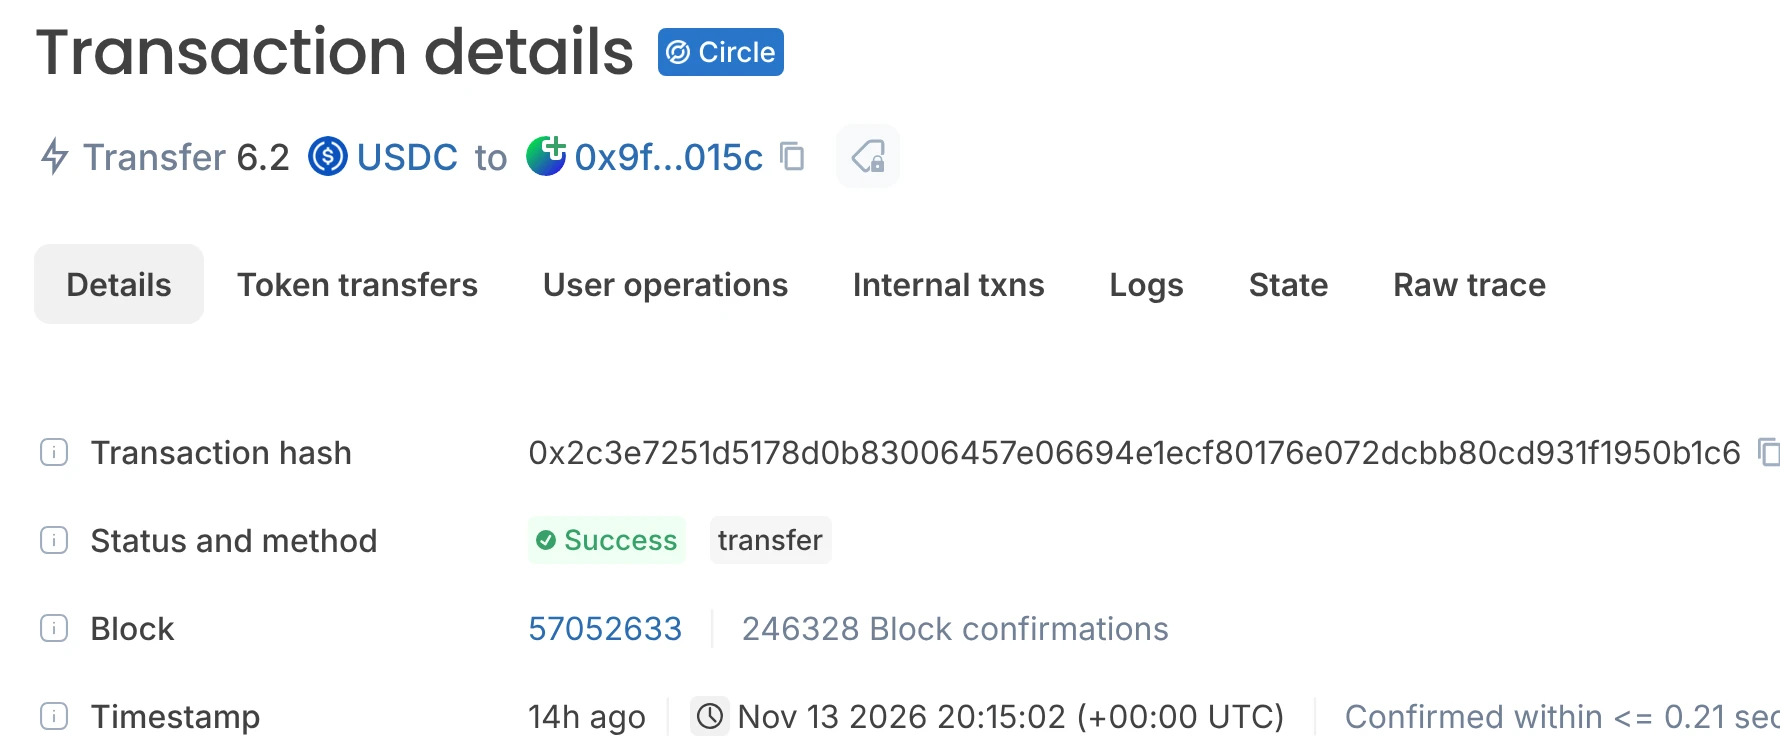 Transaction details Circle
Transfer 6.2 USDC to 0x9f...015c
Details Token transfers User operations Internal txns Logs State Raw trace
Transaction hash 0x2c3e7251d5178d0b83006457e06694e1ecf80176e072dcbb80cd931f1950b1c6
Status and method Success transfer
Block 57052633 246328 Block confirmations
Timestamp 14h ago Nov 13 2026 20:15:02 (+00:00 UTC) Confirmed within <= 0.21 sec